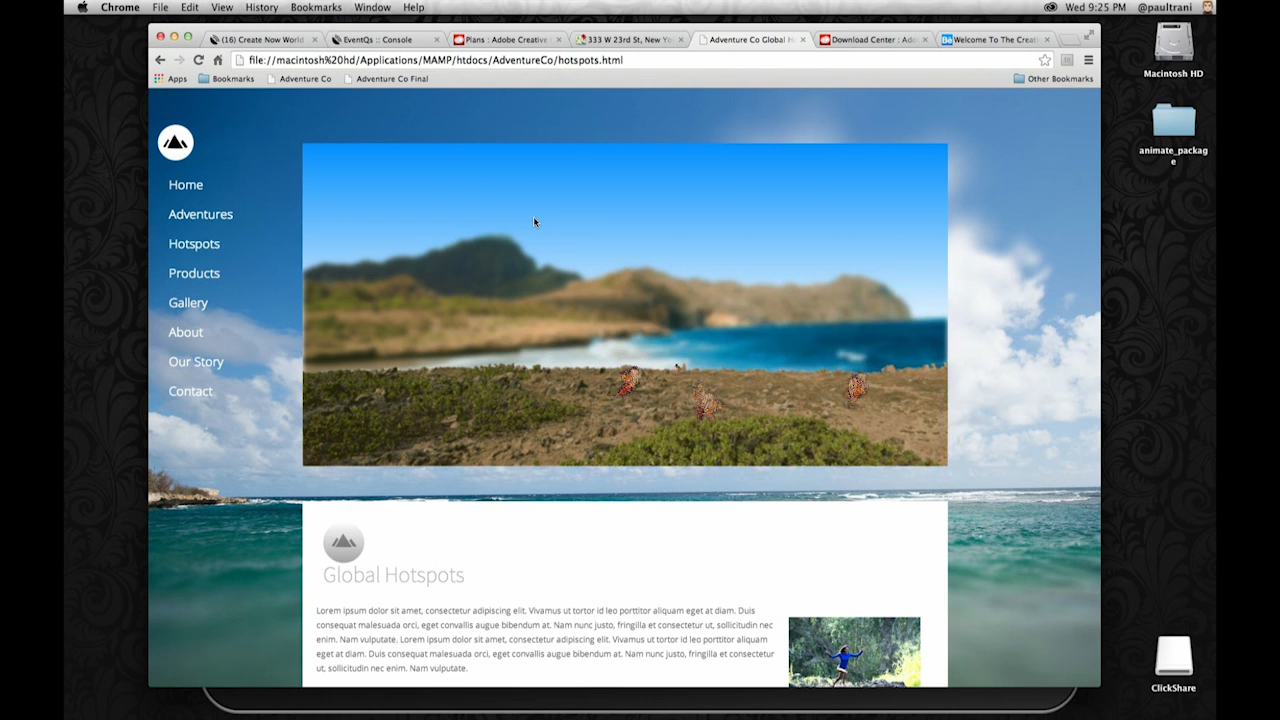 Chrome File Edit View History Bookmarks Window Help Wed 9:25 PM @paultrani
(16) Create Now World
EventQs :: Console
Plans : Adobe Creative
333 W 23rd St, New Yo
Adventure Co Global H
Download Center : Ado
Welcome To The Creati
file://macintosh%20hd/Applications/MAMP/htdocs/AdventureCo/hotspots.html
Apps Bookmarks Adventure Co Adventure Co Final Other Bookmarks
Macintosh HD
animate_packag
e
Home
Adventures
Hotspots
Products
Gallery
About
Our Story
Contact
Global Hotspots
Lorem ipsum dolor sit amet, consectetur adipiscing elit. Vivamus ut tortor id leo porttitor aliquam eget at diam. Duis
consequat malesuada orci, eget convallis augue bibendum at. Nam nunc justo, fringilla et consectetur ut, sollicitudin nec
enim. Nam vulputate. Lorem ipsum dolor sit amet, consectetur adipiscing elit. Vivamus ut tortor id leo porttitor aliquam
eget at diam. Duis consequat malesuada orci, eget convallis augue bibendum at. Nam nunc justo, fringilla et consectetur
ut, sollicitudin nec enim. Nam vulputate.
ClickShare